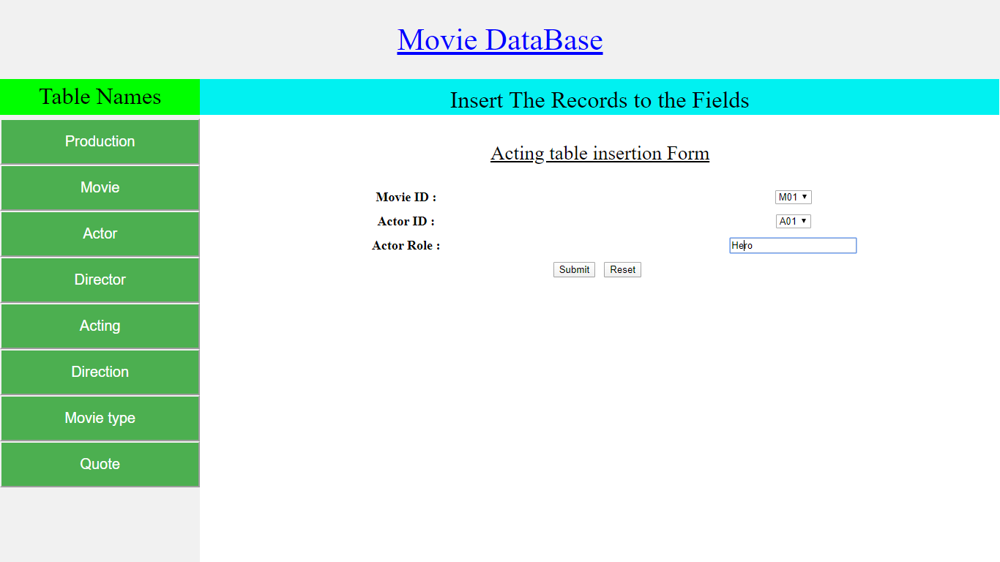 Movie DataBase
Table Names
Insert The Records to the Fields
Production
Movie
Actor
Director
Acting
Direction
Movie type
Quote
Acting table insertion Form
Movie ID : M01
Actor ID : A01
Actor Role : Hero
Submit Reset